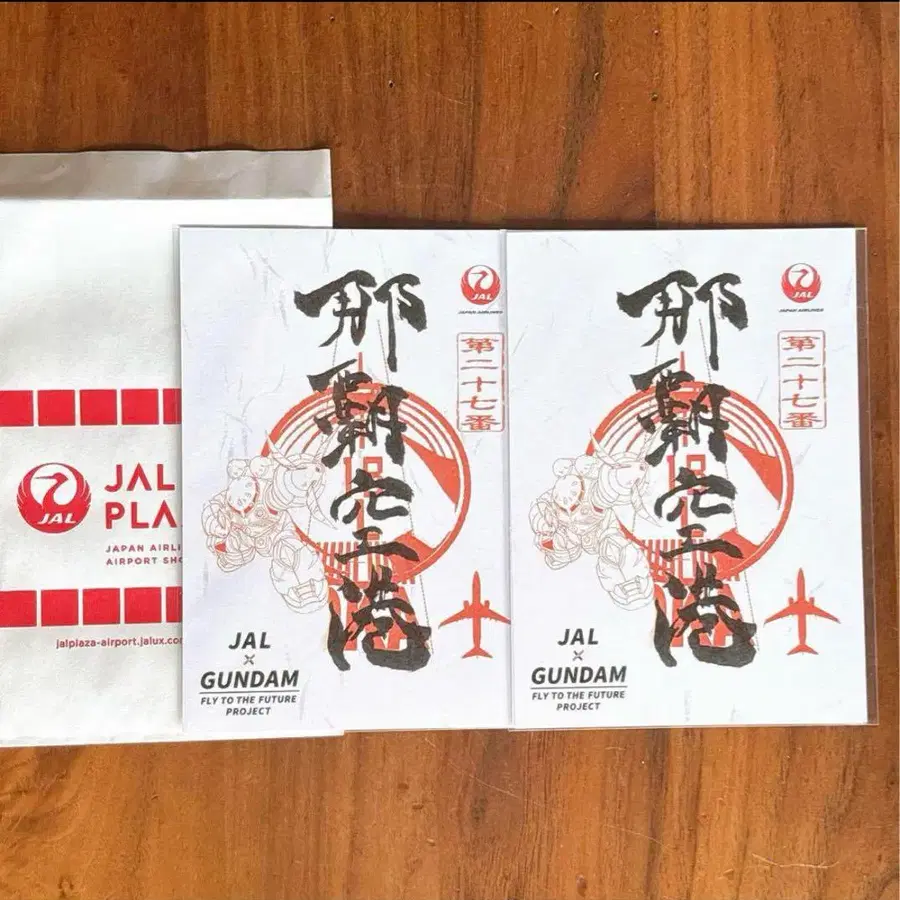 JAL
JAL
PLA
JAPAN AIRLI
AIRPORT SHO
jalplaza-airport.jalux.co
那覇空港
JAL
JAPAN AIRLINES
第二十七番
JAL
×
GUNDAM
FLY TO THE FUTURE
PROJECT
那覇空港
JAL
JAPAN AIRLINES
第二十七番
JAL
×
GUNDAM
FLY TO THE FUTURE
PROJECT